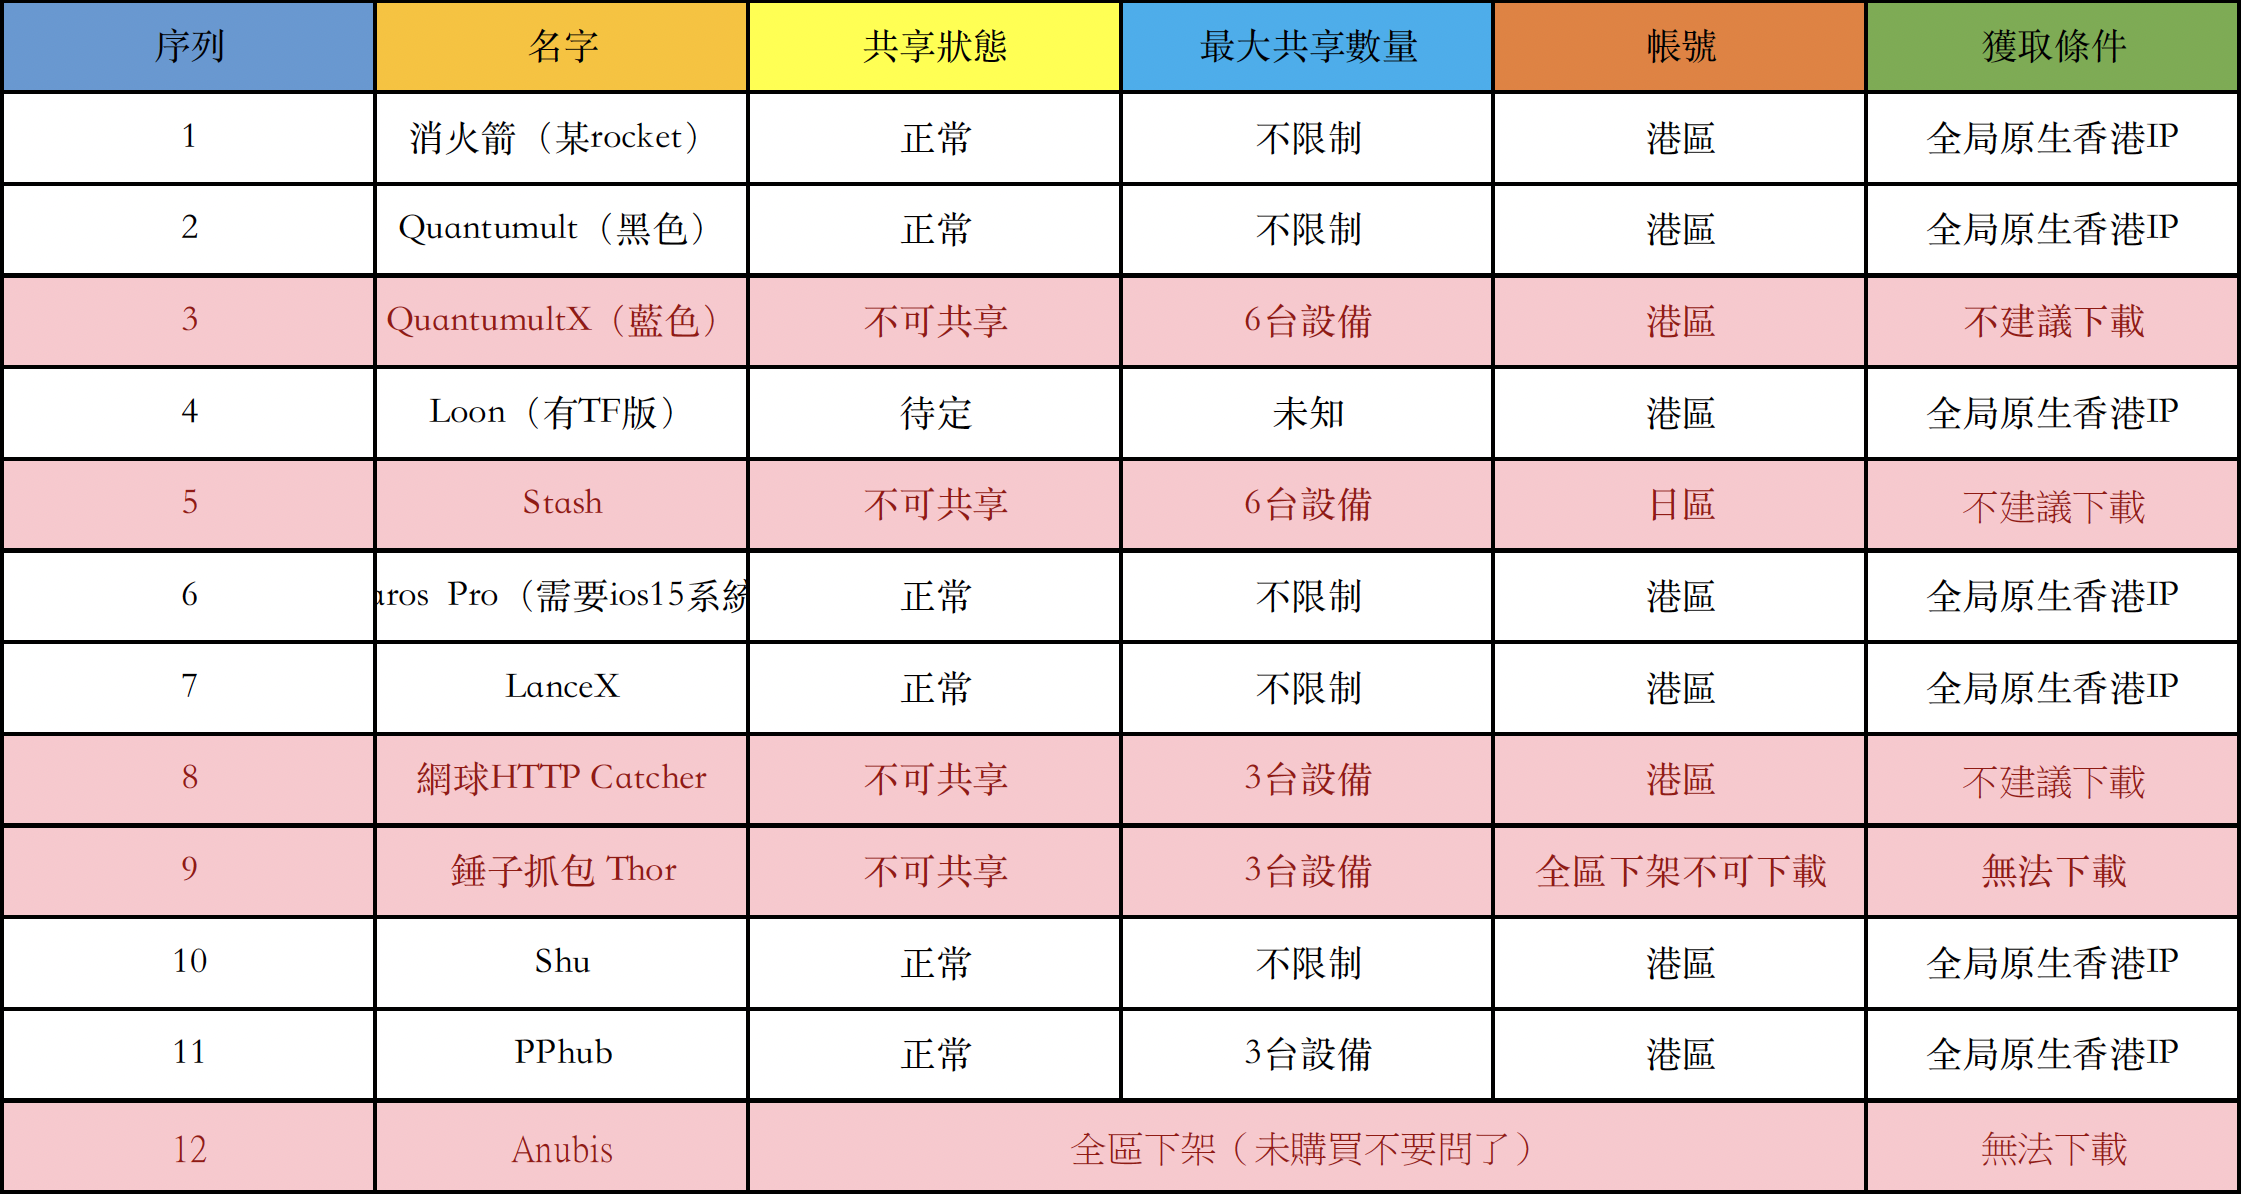 序列 名字 共享狀態 最大共享數量 帳號 獲取條件
1 消火箭（某rocket） 正常 不限制 港區 全局原生香港IP
2 Quantumult（黑色） 正常 不限制 港區 全局原生香港IP
3 QuantumultX（藍色） 不可共享 6台設備 港區 不建議下載
4 Loon（有TF版） 待定 未知 港區 全局原生香港IP
5 Stash 不可共享 6台設備 日區 不建議下載
6 aros Pro（需要ios15系統 正常 不限制 港區 全局原生香港IP
7 LanceX 正常 不限制 港區 全局原生香港IP
8 網球HTTP Catcher 不可共享 3台設備 港區 不建議下載
9 錘子抓包 Thor 不可共享 3台設備 全區下架不可下載 無法下載
10 Shu 正常 不限制 港區 全局原生香港IP
11 PPhub 正常 3台設備 港區 全局原生香港IP
12 Anubis 全區下架（未購買不要問了） 無法下載